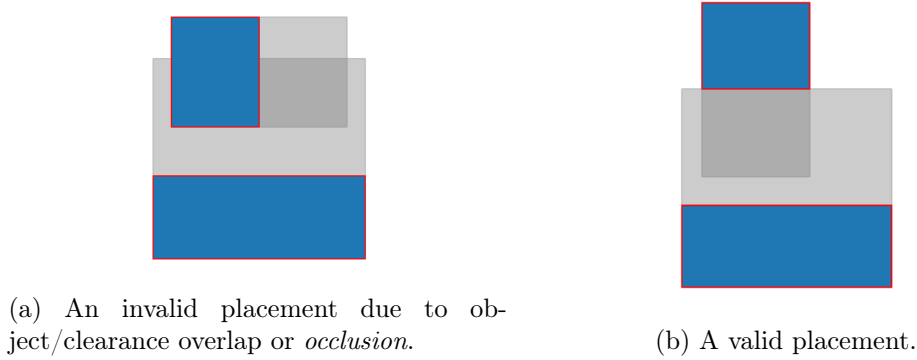 (a) An invalid placement due to ob-
ject/clearance overlap or occlusion.
(b) A valid placement.